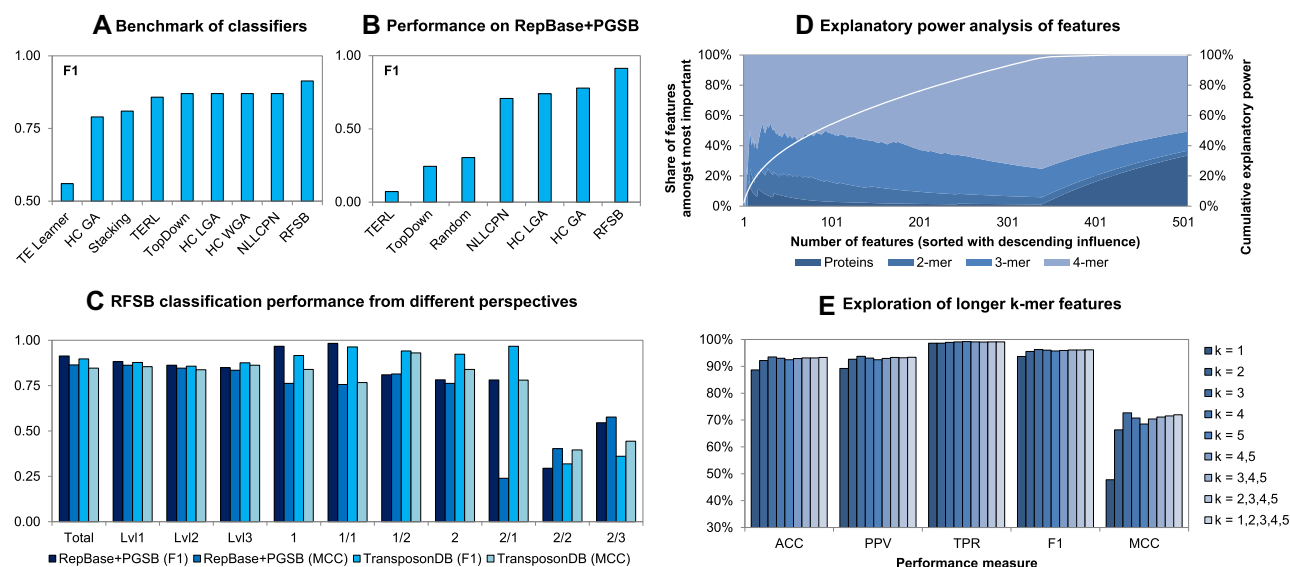 A Benchmark of classifiers
1.00
F1
0.75
0.50
TE Learner
HC GA
Stacking
TERL
TopDown
HC LGA
HC WGA
NLLCPN
RFSB
B Performance on RepBase+PGSB
1.00
F1
0.50
0.00
TERL
TopDown
Random
NLLCPN
HC LGA
HC GA
RFSB
D Explanatory power analysis of features
Share of features
amongst most important
100%
80%
60%
40%
20%
0%
100%
80%
60%
40%
20%
0%
Cumulative explanatory
power
1 101 201 301 401 501
Number of features (sorted with descending influence)
Proteins 2-mer 3-mer 4-mer
C RFSB classification performance from different perspectives
1.00
0.75
0.50
0.25
0.00
Total Lvl1 Lvl2 Lvl3 1 1/1 1/2 2 2/1 2/2 2/3
RepBase+PGSB (F1) RepBase+PGSB (MCC) TransposonDB (F1) TransposonDB (MCC)
E Exploration of longer k-mer features
100%
90%
80%
70%
60%
50%
40%
30%
ACC PPV TPR F1 MCC
Performance measure
k = 1
k = 2
k = 3
k = 4
k = 5
k = 4,5
k = 3,4,5
k = 2,3,4,5
k = 1,2,3,4,5